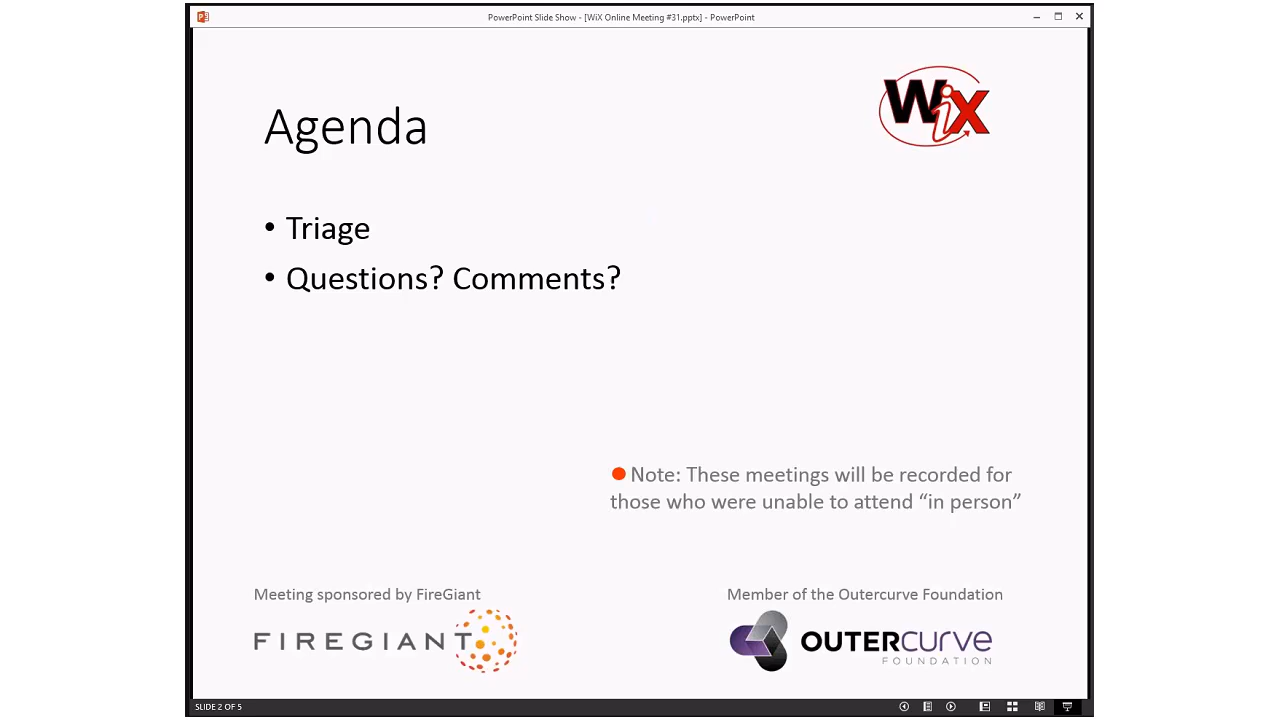 PowerPoint Slide Show - [WiX Online Meeting #31.pptx] - PowerPoint
WiX
Agenda
• Triage
• Questions? Comments?
Note: These meetings will be recorded for
those who were unable to attend “in person”
Meeting sponsored by FireGiant
FIREGIANT
Member of the Outercurve Foundation
OUTERCURVE
FOUNDATION
SLIDE 2 OF 5